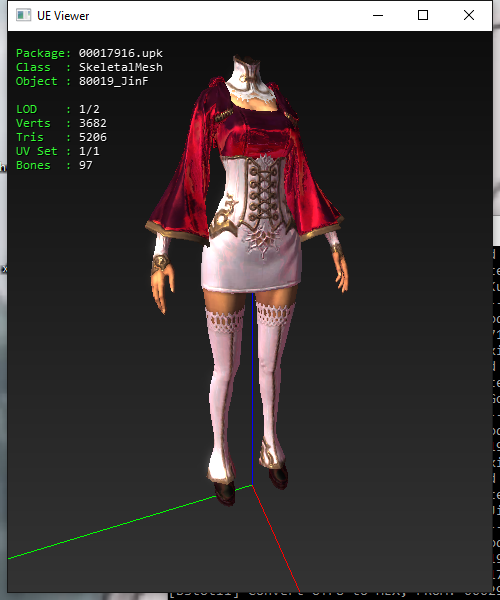 UE Viewer
Package: 00017916.upk
Class : SkeletalMesh
Object : 80019_JinF
LOD : 1/2
Verts : 3682
Tris : 5206
UV Set : 1/1
Bones : 97